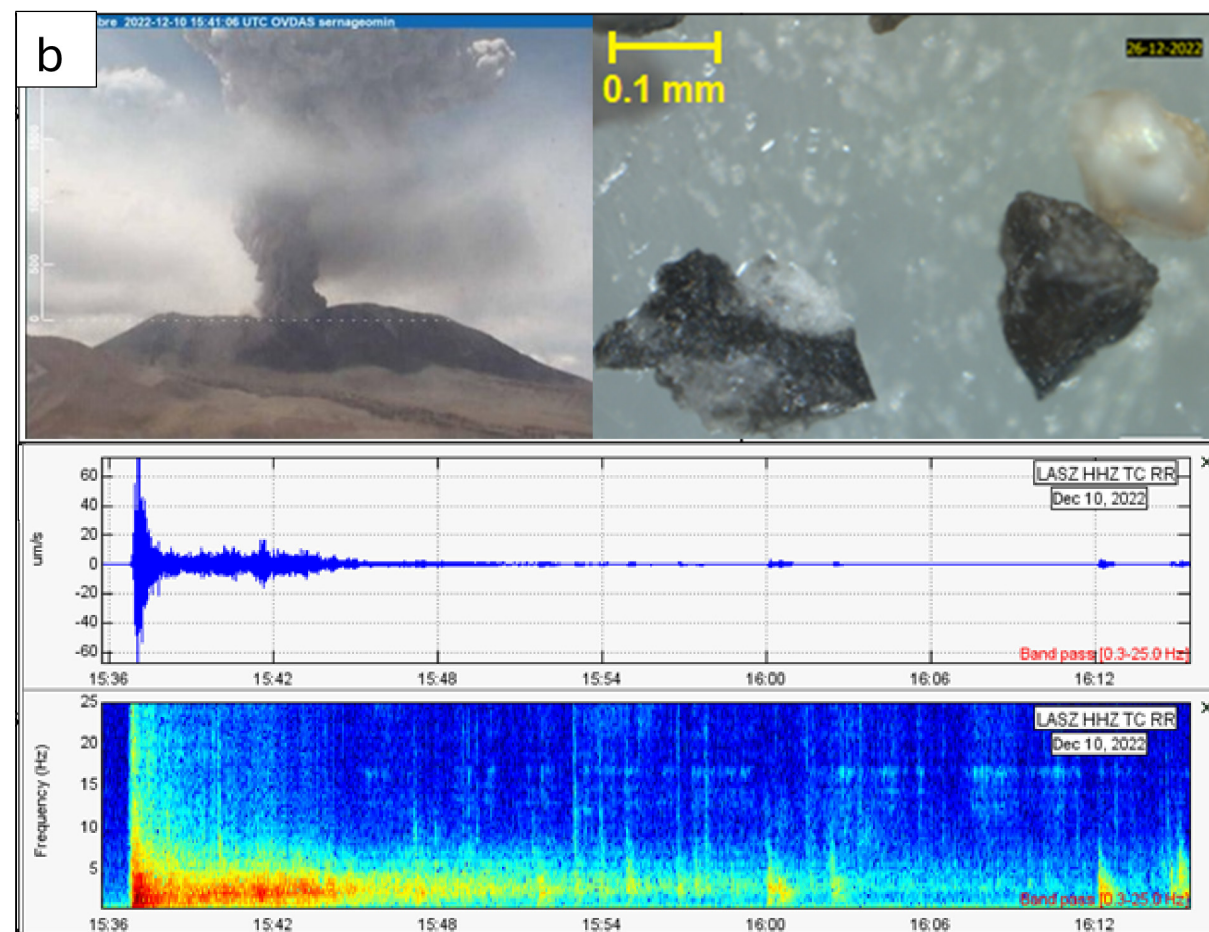 b
bre 2022-12-10 15:41:06 UTC OVDAS sernageomin
1500
1000
500
0
0.1 mm
26-12-2022
60
40
20
0
-20
-40
-60
um/s
LASZ HHZ TC RR
Dec 10, 2022
Band pass [0.3-25.0 Hz]
15:36 15:42 15:48 15:54 16:00 16:06 16:12
25
20
15
10
5
Frequency (Hz)
LASZ HHZ TC RR
Dec 10, 2022
Band pass [0.3-25.0 Hz]
15:36 15:42 15:48 15:54 16:00 16:06 16:12